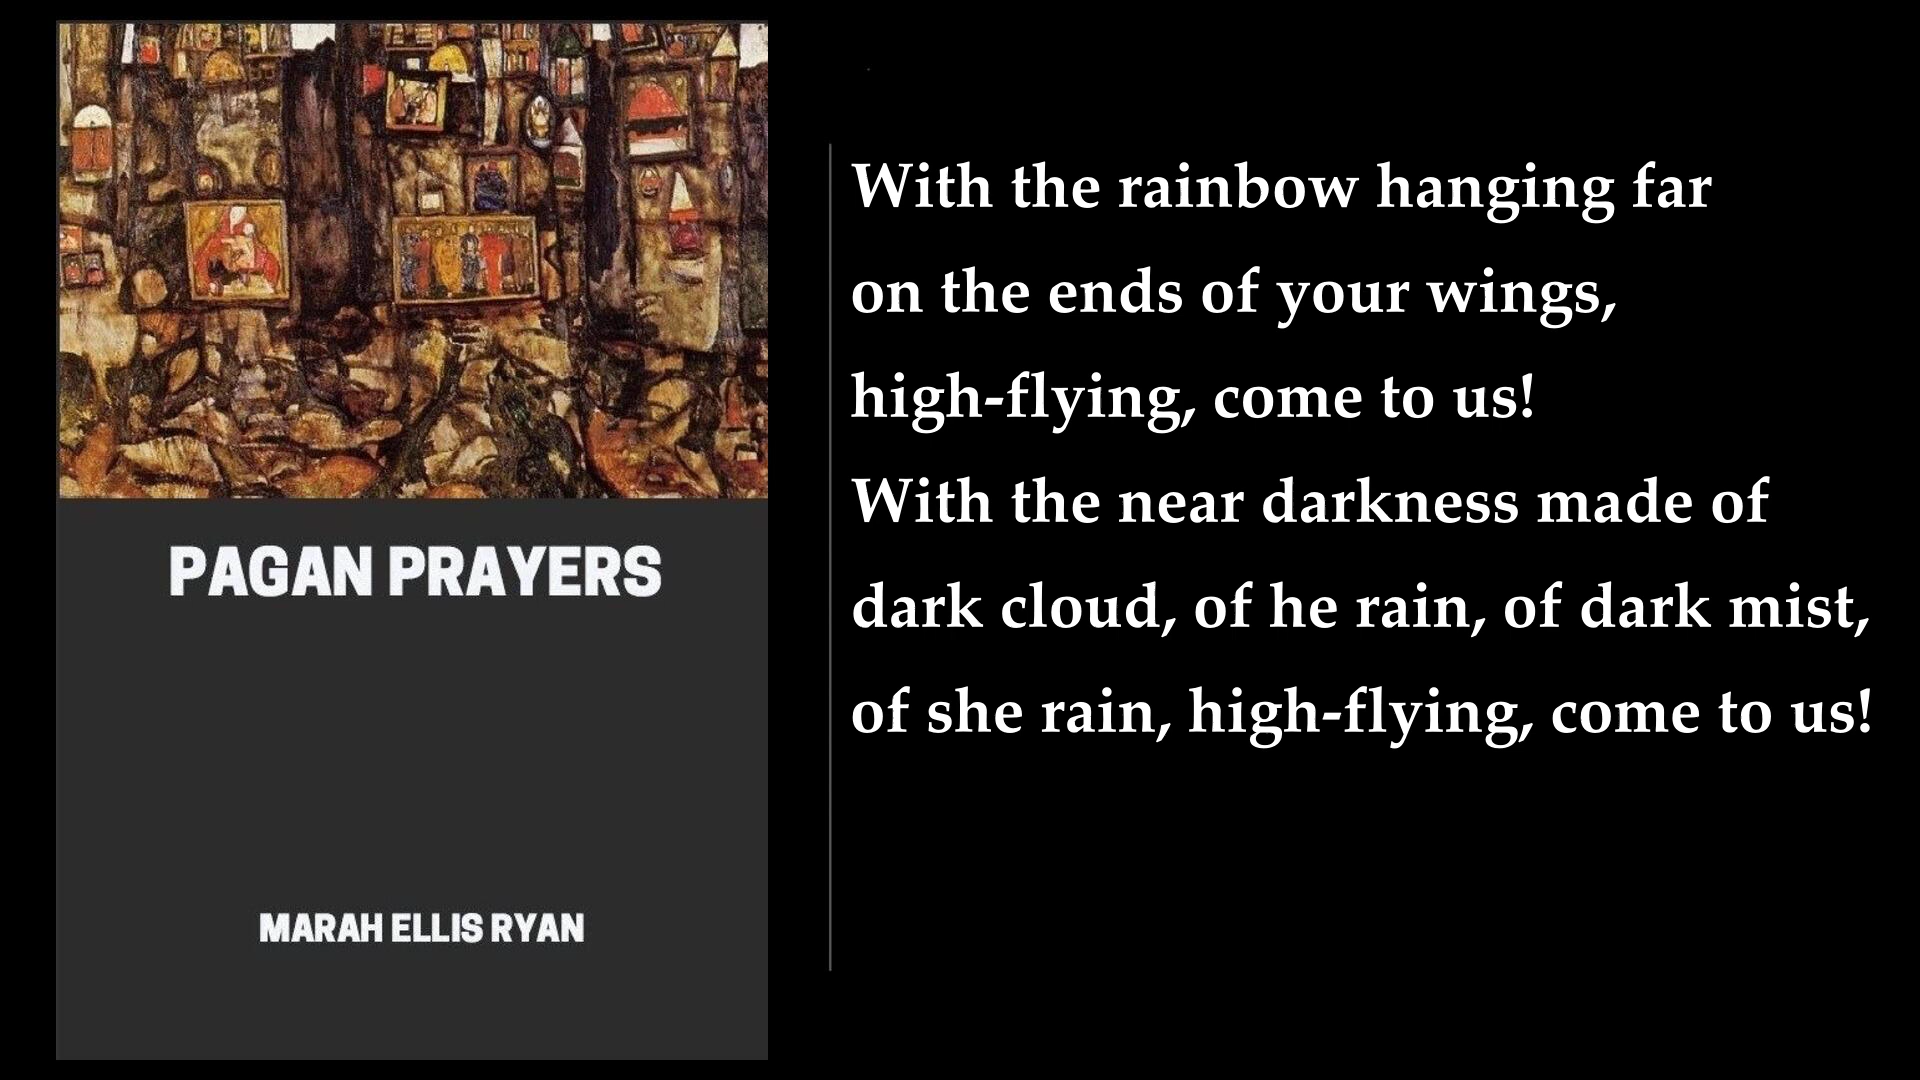 PAGAN PRAYERS
MARAH ELLIS RYAN
With the rainbow hanging far
on the ends of your wings,
high-flying, come to us!
With the near darkness made of
dark cloud, of he rain, of dark mist,
of she rain, high-flying, come to us!